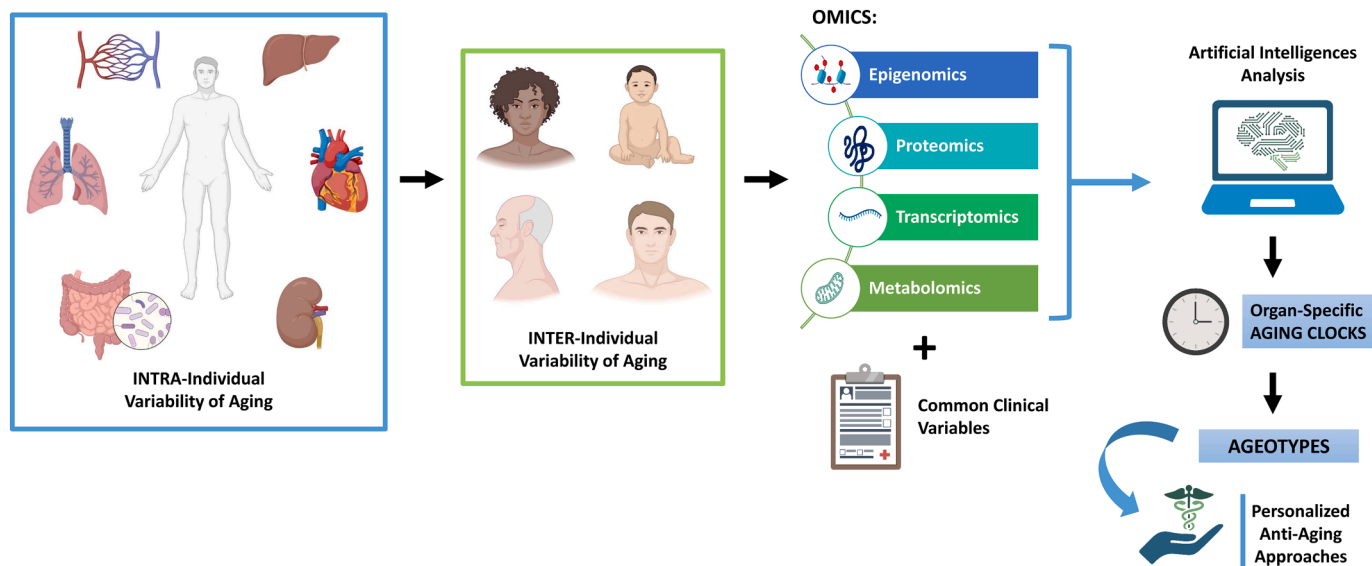 INTRA-Individual
Variability of Aging
INTER-Individual
Variability of Aging
OMICS:
Epigenomics
Proteomics
Transcriptomics
Metabolomics
+
Common Clinical
Variables
Artificial Intelligences
Analysis
Organ-Specific
AGING CLOCKS
AGEOTYPES
Personalized
Anti-Aging
Approaches